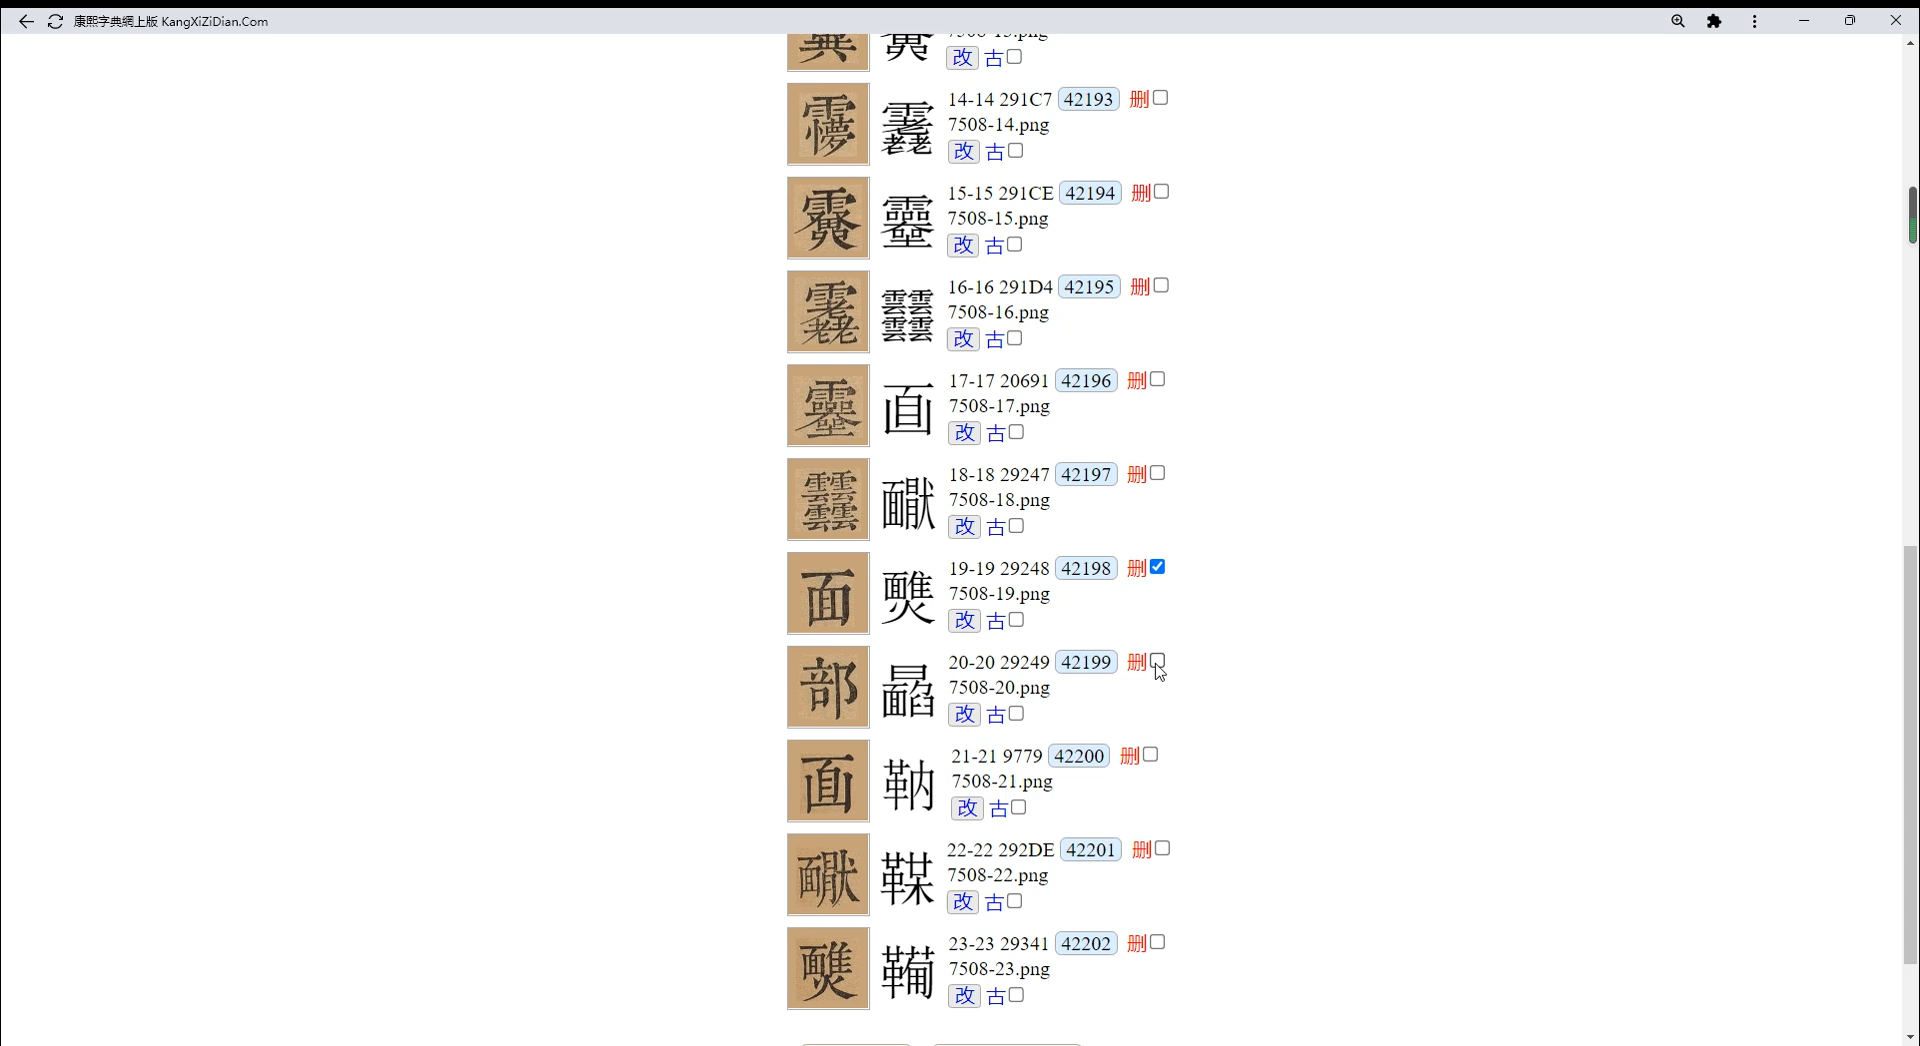 康熙字典網上版 KangXiZiDian.Com
改 古
14-14 291C7 42193 删
7508-14.png
改 古
15-15 291CE 42194 删
7508-15.png
改 古
16-16 291D4 42195 删
7508-16.png
改 古
面 17-17 20691 42196 删
7508-17.png
改 古
18-18 29247 42197 删
7508-18.png
改 古
面 19-19 29248 42198 删
7508-19.png
改 古
部 20-20 29249 42199 删
7508-20.png
改 古
靹 21-21 9779 42200 删
7508-21.png
改 古
22-22 292DE 42201 删
7508-22.png
改 古
23-23 29341 42202 删
7508-23.png
改 古